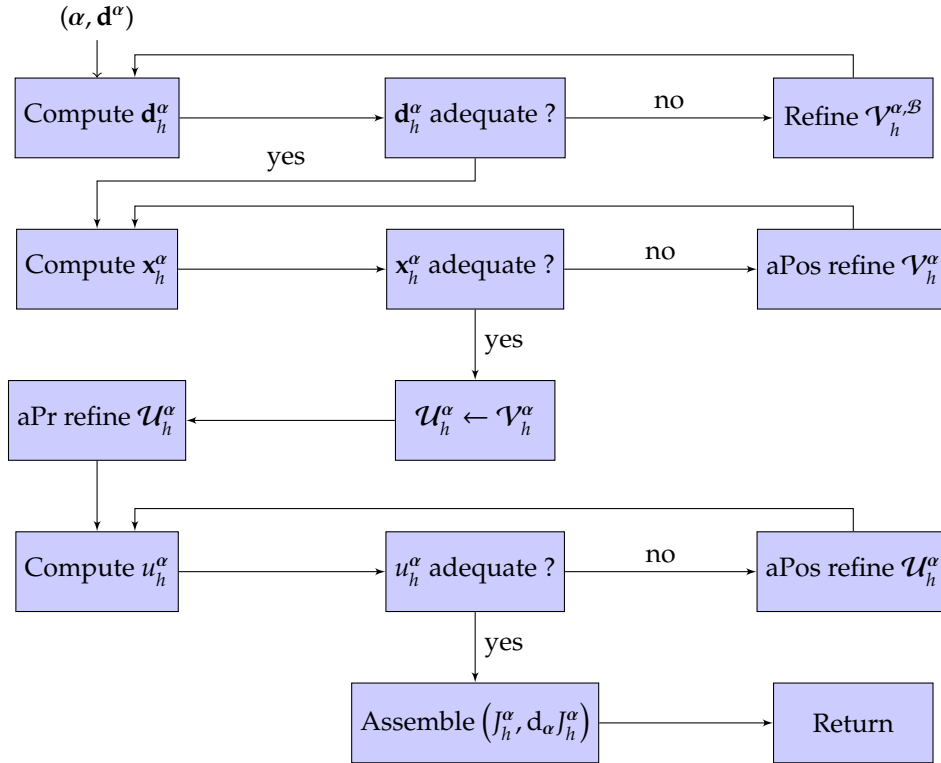 (α, d^α)
Compute d_h^α
d_h^α adequate ?
no
Refine 𝒱_h^{α,ℬ}
yes
Compute x_h^α
x_h^α adequate ?
no
aPos refine 𝒱_h^α
yes
aPr refine 𝒰_h^α
𝒰_h^α ← 𝒱_h^α
Compute u_h^α
u_h^α adequate ?
no
aPos refine 𝒰_h^α
yes
Assemble (J_h^α, d_α J_h^α)
Return